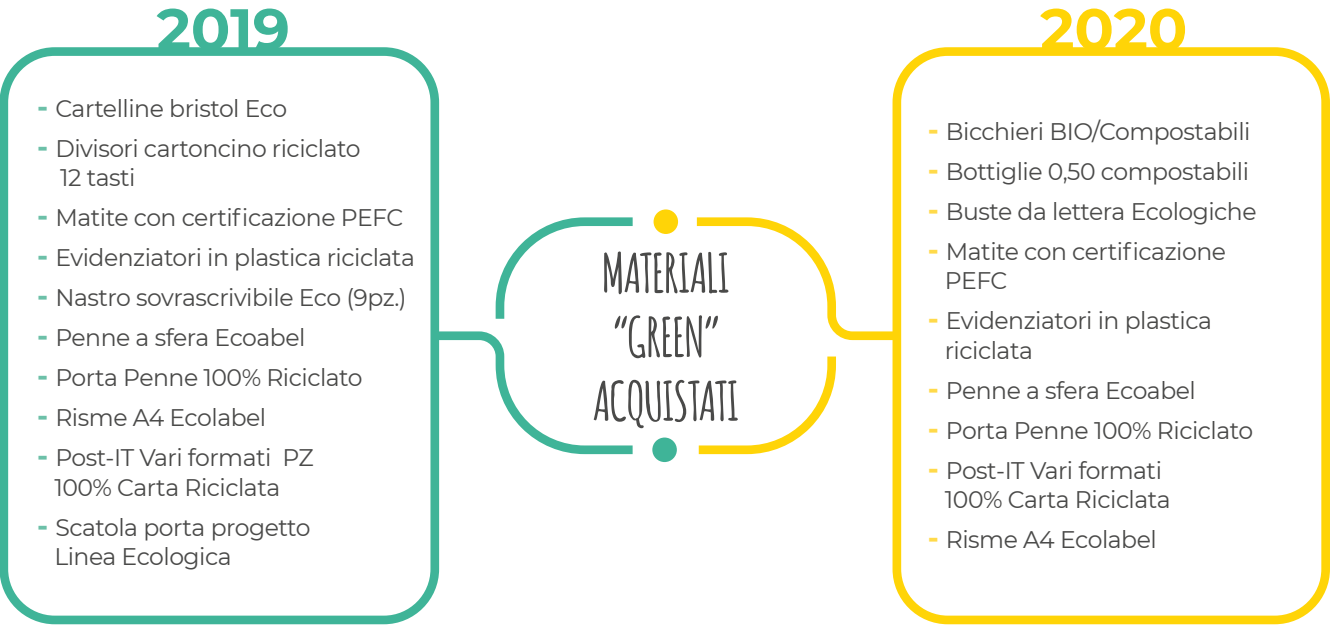 2019
- Cartelline bristol Eco
- Divisori cartoncino riciclato
12 tasti
- Matite con certificazione PEFC
- Evidenziatori in plastica riciclata
- Nastro sovrascrivibile Eco (9pz.)
- Penne a sfera Ecoabel
- Porta Penne 100% Riciclato
- Risme A4 Ecolabel
- Post-IT Vari formati PZ
100% Carta Riciclata
- Scatola porta progetto
Linea Ecologica
MATERIALI
“GREEN”
ACQUISTATI
2020
- Bicchieri BIO/Compostabili
- Bottiglie 0,50 compostabili
- Buste da lettera Ecologiche
- Matite con certificazione
PEFC
- Evidenziatori in plastica
riciclata
- Penne a sfera Ecoabel
- Porta Penne 100% Riciclato
- Post-IT Vari formati
100% Carta Riciclata
- Risme A4 Ecolabel